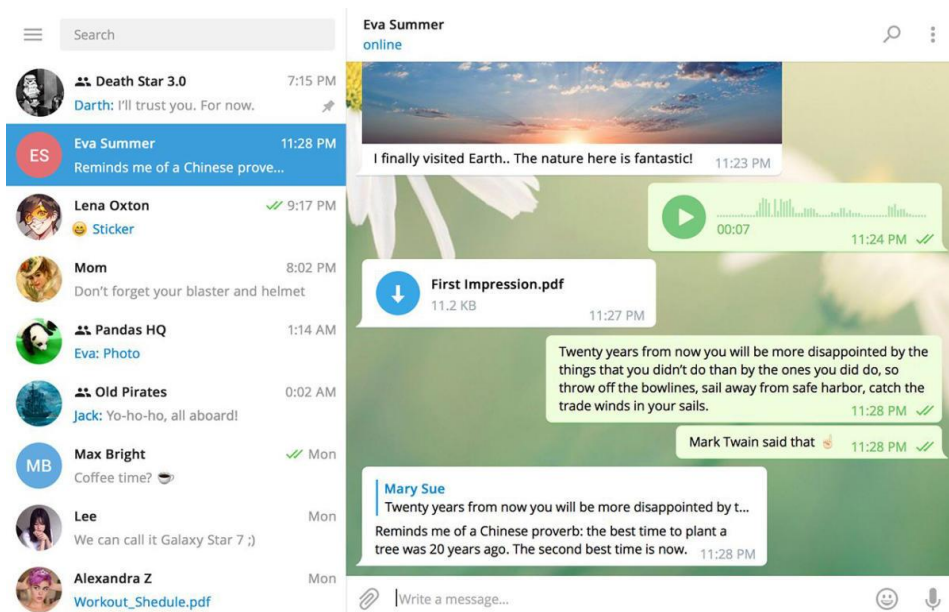 Search
Death Star 3.0 7:15 PM
Darth: I'll trust you. For now.
ES
Eva Summer 11:28 PM
Reminds me of a Chinese prove...
Lena Oxton 9:17 PM
😄 Sticker
Mom 8:02 PM
Don't forget your blaster and helmet
Pandas HQ 1:14 AM
Eva: Photo
Old Pirates 0:02 AM
Jack: Yo-ho-ho, all aboard!
MB
Max Bright Mon
Coffee time? ☕
Lee Mon
We can call it Galaxy Star 7 ;)
Alexandra Z Mon
Workout_Shedule.pdf
Eva Summer
online
I finally visited Earth.. The nature here is fantastic! 11:23 PM
00:07
11:24 PM
First Impression.pdf
11.2 KB
11:27 PM
Twenty years from now you will be more disappointed by the
things that you didn't do than by the ones you did do, so
throw off the bowlines, sail away from safe harbor, catch the
trade winds in your sails.
11:28 PM
Mark Twain said that ☝🏻 11:28 PM
Mary Sue
Twenty years from now you will be more disappointed by t...
Reminds me of a Chinese proverb: the best time to plant a
tree was 20 years ago. The second best time is now. 11:28 PM
Write a message...